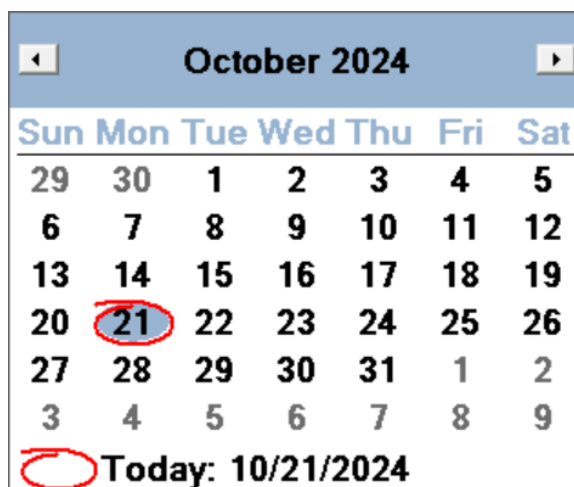 October 2024
Sun Mon Tue Wed Thu Fri Sat
29 30 1 2 3 4 5
6 7 8 9 10 11 12
13 14 15 16 17 18 19
20 21 22 23 24 25 26
27 28 29 30 31 1 2
3 4 5 6 7 8 9
Today: 10/21/2024